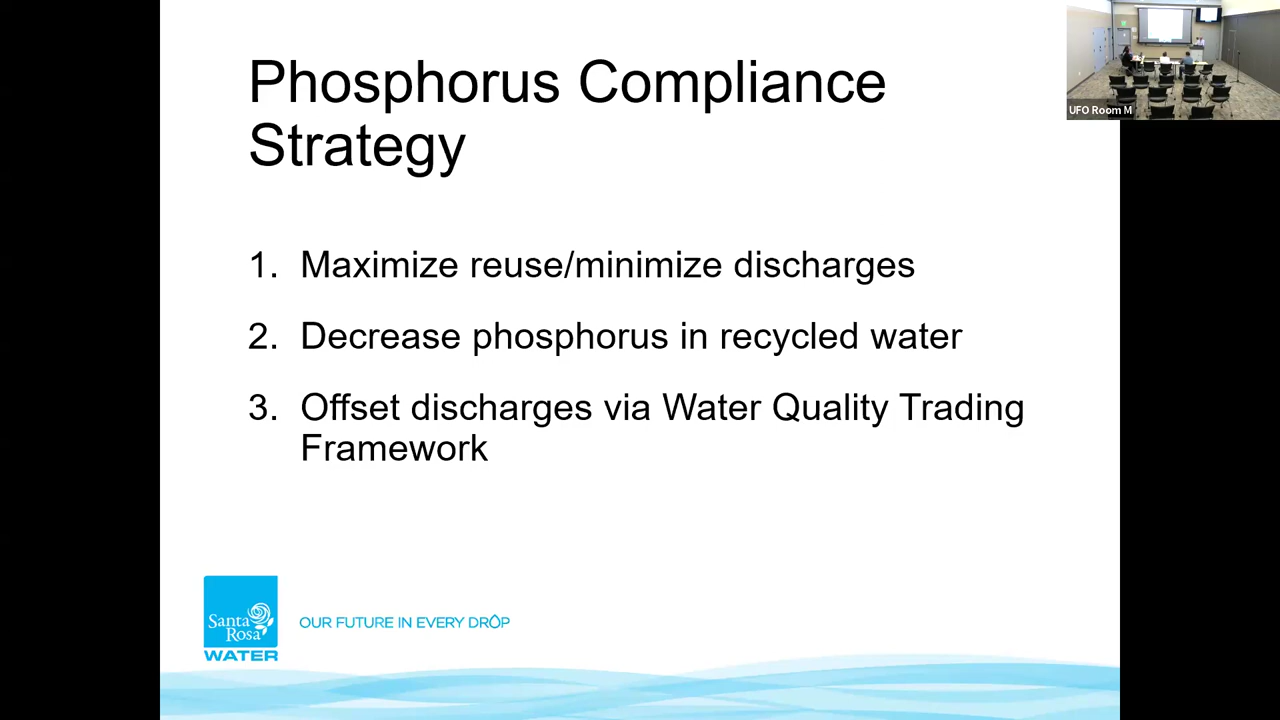 Phosphorus Compliance
Strategy
1. Maximize reuse/minimize discharges
2. Decrease phosphorus in recycled water
3. Offset discharges via Water Quality Trading
Framework
Santa
Rosa
WATER
OUR FUTURE IN EVERY DROP
UFO Room M